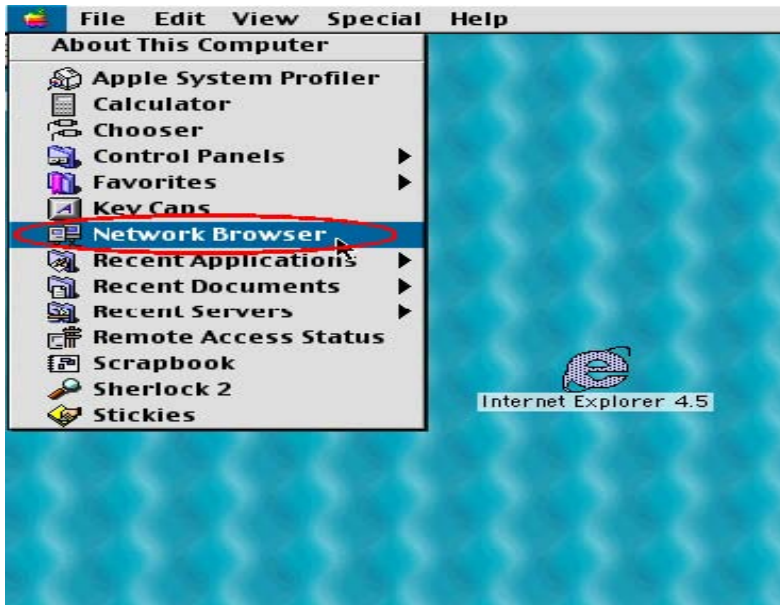 File Edit View Special Help
About This Computer
Apple System Profiler
Calculator
Chooser
Control Panels
Favorites
Key Caps
Network Browser
Recent Applications
Recent Documents
Recent Servers
Remote Access Status
Scrapbook
Sherlock 2
Stickies
Internet Explorer 4.5